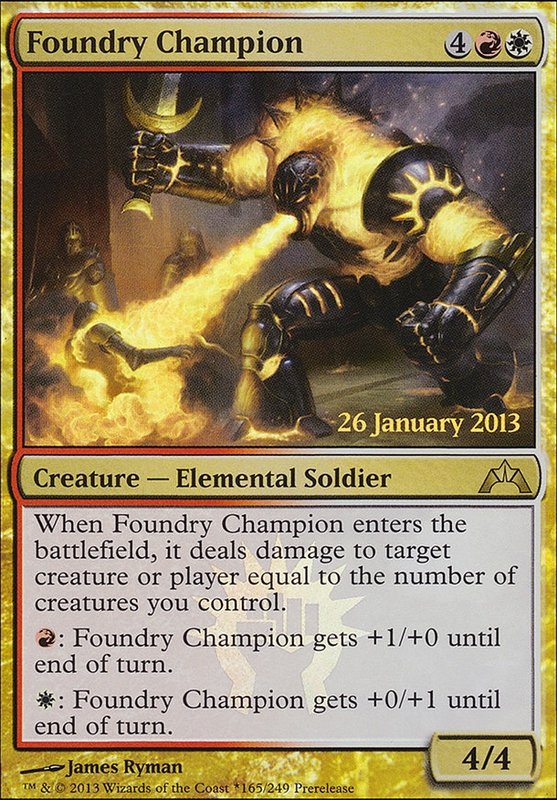 Foundry Champion 4
26 January 2013
Creature — Elemental Soldier
When Foundry Champion enters the
battlefield, it deals damage to target
creature or player equal to the number of
creatures you control.
: Foundry Champion gets +1/+0 until
end of turn.
: Foundry Champion gets +0/+1 until
end of turn.
4/4
James Ryman
™ & © 2013 Wizards of the Coast *165/249 Prerelease